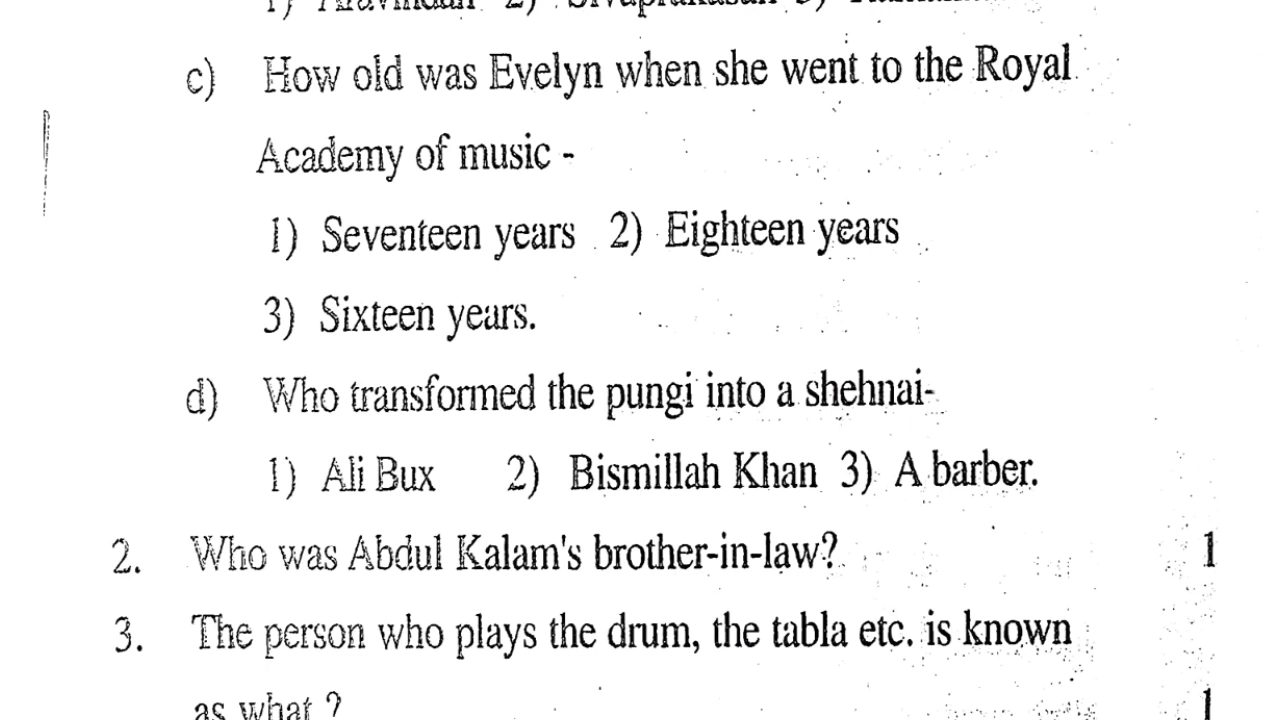 c) How old was Evelyn when she went to the Royal
Academy of music -
1) Seventeen years 2) Eighteen years
3) Sixteen years.
d) Who transformed the pungi into a shehnai-
1) Ali Bux 2) Bismillah Khan 3) A barber.
2. Who was Abdul Kalam's brother-in-law? 1
3. The person who plays the drum, the tabla etc. is known
as what ? 1